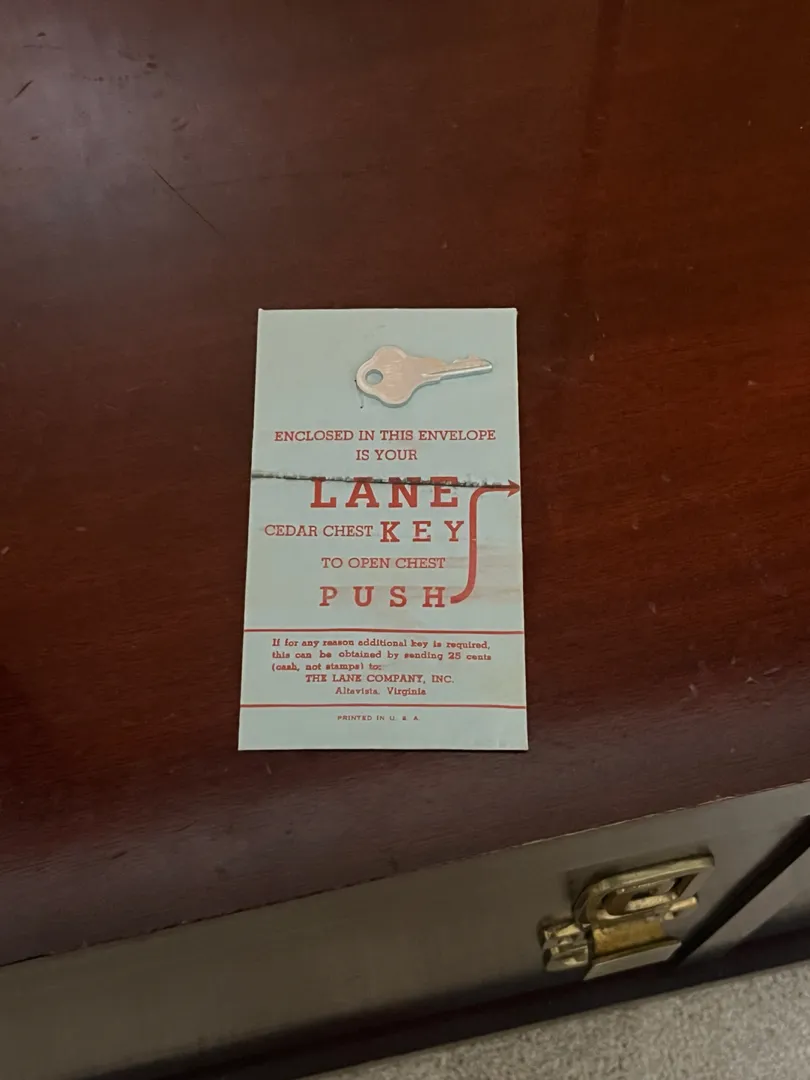 ENCLOSED IN THIS ENVELOPE
IS YOUR
LANE
CEDAR CHEST KEY
TO OPEN CHEST
PUSH
If for any reason additional key is required,
this can be obtained by sending 25 cents
(cash, not stamps) to:
THE LANE COMPANY, INC.
Altavista, Virginia
PRINTED IN U. S. A.